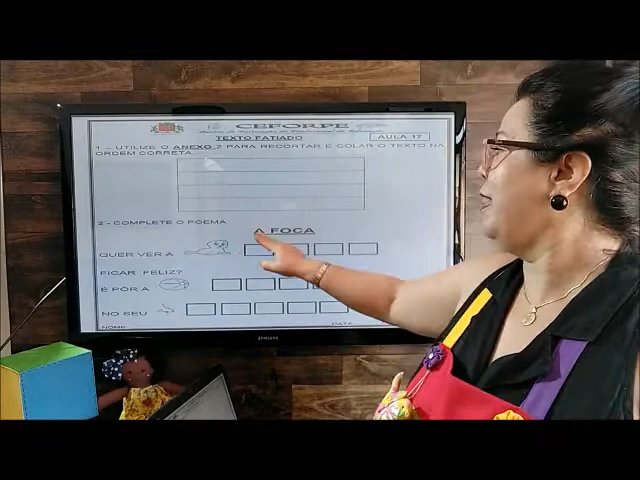 CEFORPE
TEXTO FATIADO
AULA 17
1 – UTILIZE O ANEXO 2 PARA RECORTAR E COLAR O TEXTO NA
ORDEM CORRETA
2 - COMPLETE O POEMA
A FOCA
QUER VER A
FICAR FELIZ?
É PÔR A
NO SEU
NOME
DATA
SAMSUNG